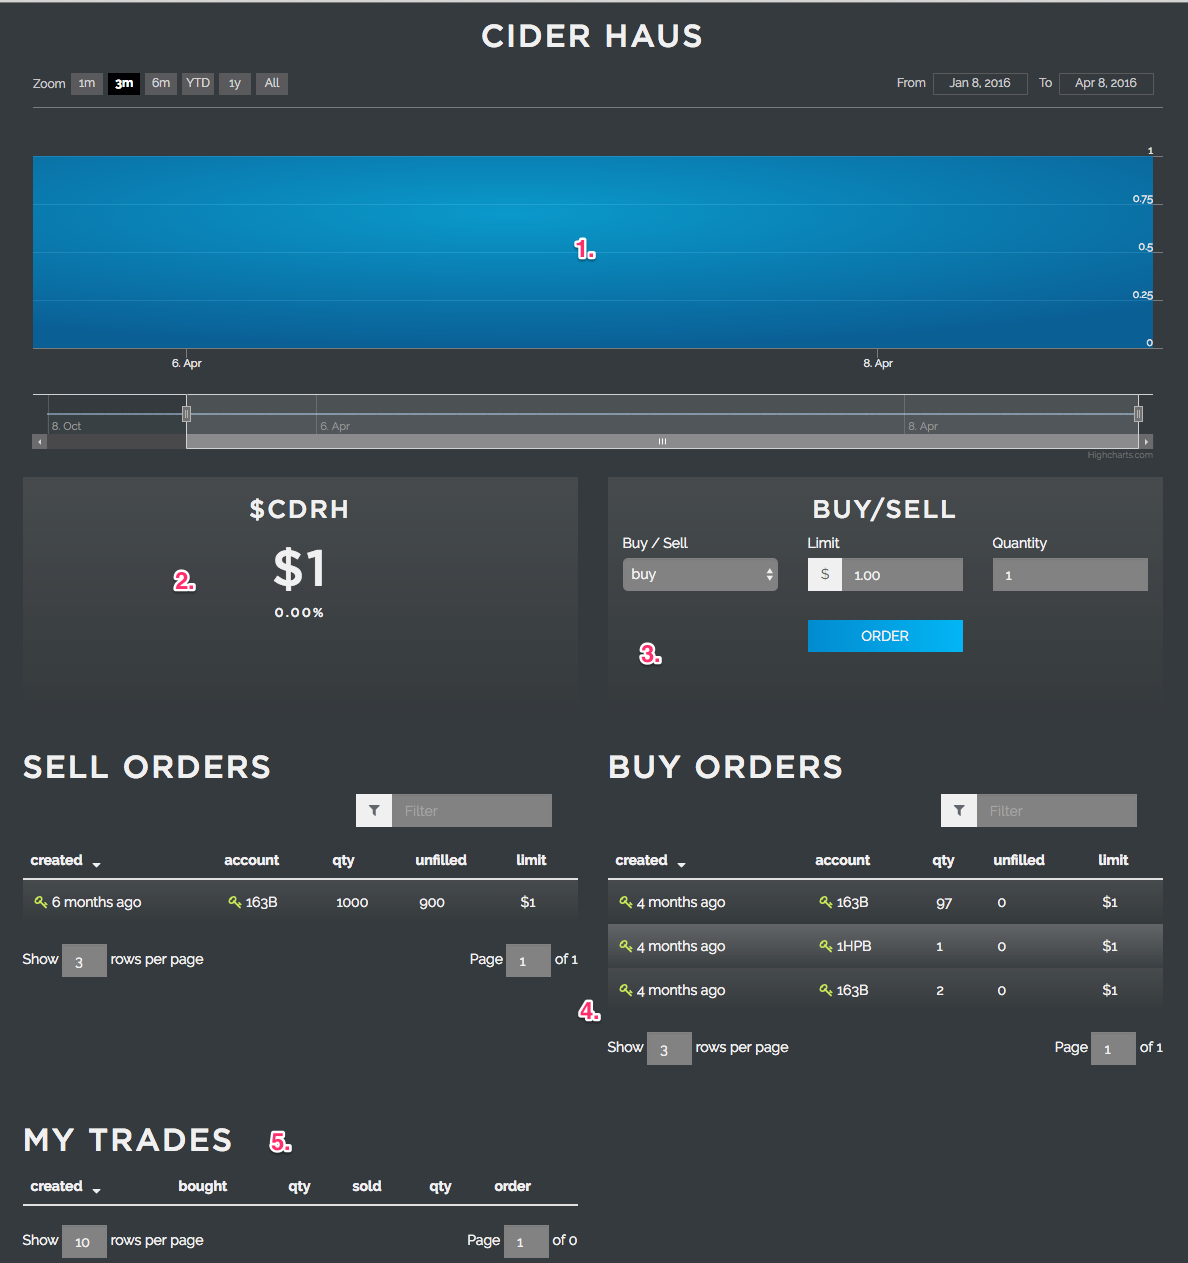 CIDER HAUS
Zoom 1m 3m 6m YTD 1y All From Jan 8, 2016 To Apr 8, 2016
1
0.75
1.
0.5
0.25
0
6. Apr 8. Apr
8. Oct 6. Apr 8. Apr
Highcharts.com
$CDRH
$1
2.
0.00%
BUY/SELL
Buy / Sell Limit Quantity
buy $ 1.00 1
ORDER
3.
SELL ORDERS
Filter
created account qty unfilled limit
6 months ago 163B 1000 900 $1
Show 3 rows per page Page 1 of 1
BUY ORDERS
Filter
created account qty unfilled limit
4 months ago 163B 97 0 $1
4 months ago 1HPB 1 0 $1
4 months ago 163B 2 0 $1
4.
Show 3 rows per page Page 1 of 1
MY TRADES 5.
created bought qty sold qty order
Show 10 rows per page Page 1 of 0